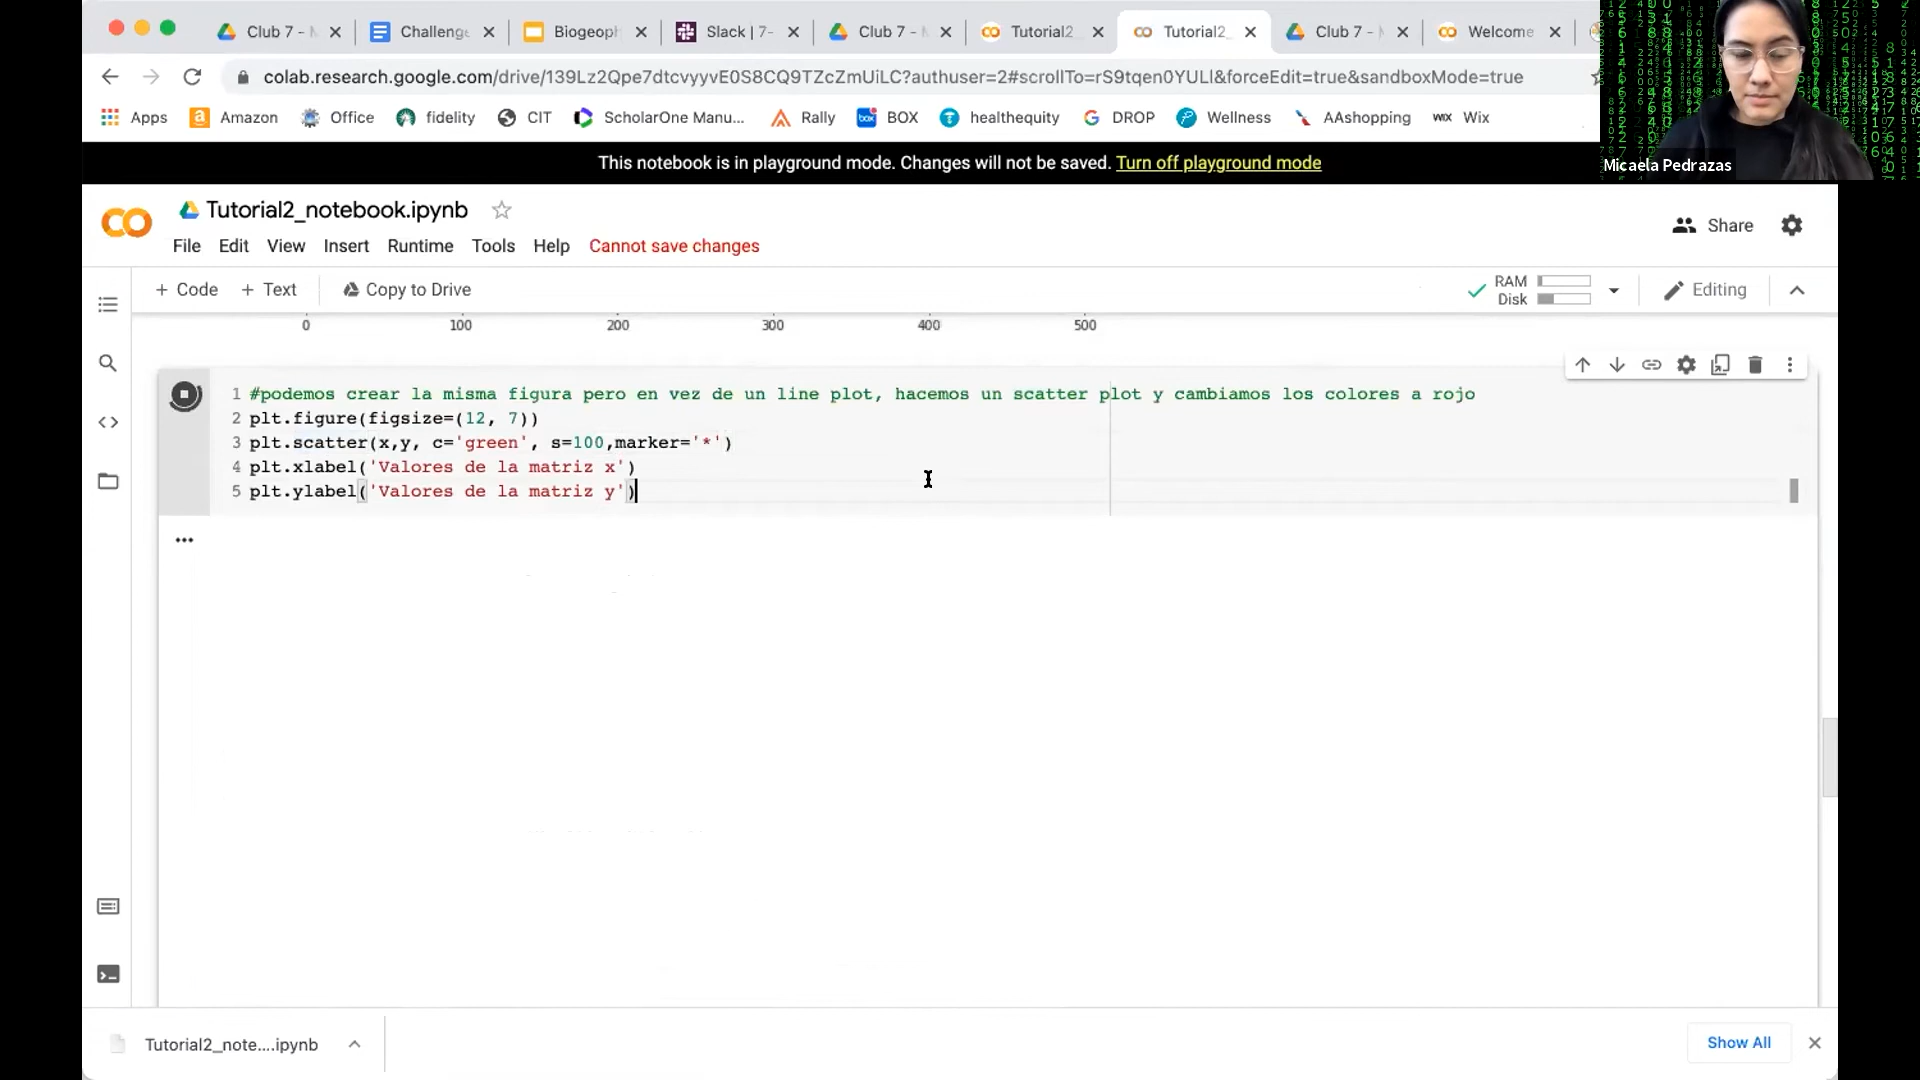 Club 7 - M
Challenge
Biogeoph
Slack | 7-
Club 7 - M
Tutorial2_
Tutorial2_
Club 7 - M
Welcome
colab.research.google.com/drive/139Lz2Qpe7dtcvyyvE0S8CQ9TZcZmUiLC?authuser=2#scrollTo=rS9tqen0YULl&forceEdit=true&sandboxMode=true
Apps Amazon Office fidelity CIT ScholarOne Manu... Rally BOX healthequity DROP Wellness AAshopping WIX Wix
Micaela Pedrazas
This notebook is in playground mode. Changes will not be saved. Turn off playground mode
Tutorial2_notebook.ipynb
Share
File Edit View Insert Runtime Tools Help Cannot save changes
+ Code + Text Copy to Drive
RAM
Disk
Editing
0 100 200 300 400 500
1 #podemos crear la misma figura pero en vez de un line plot, hacemos un scatter plot y cambiamos los colores a rojo
2 plt.figure(figsize=(12, 7))
3 plt.scatter(x,y, c='green', s=100,marker='*')
4 plt.xlabel('Valores de la matriz x')
5 plt.ylabel('Valores de la matriz y')
Tutorial2_note....ipynb
Show All